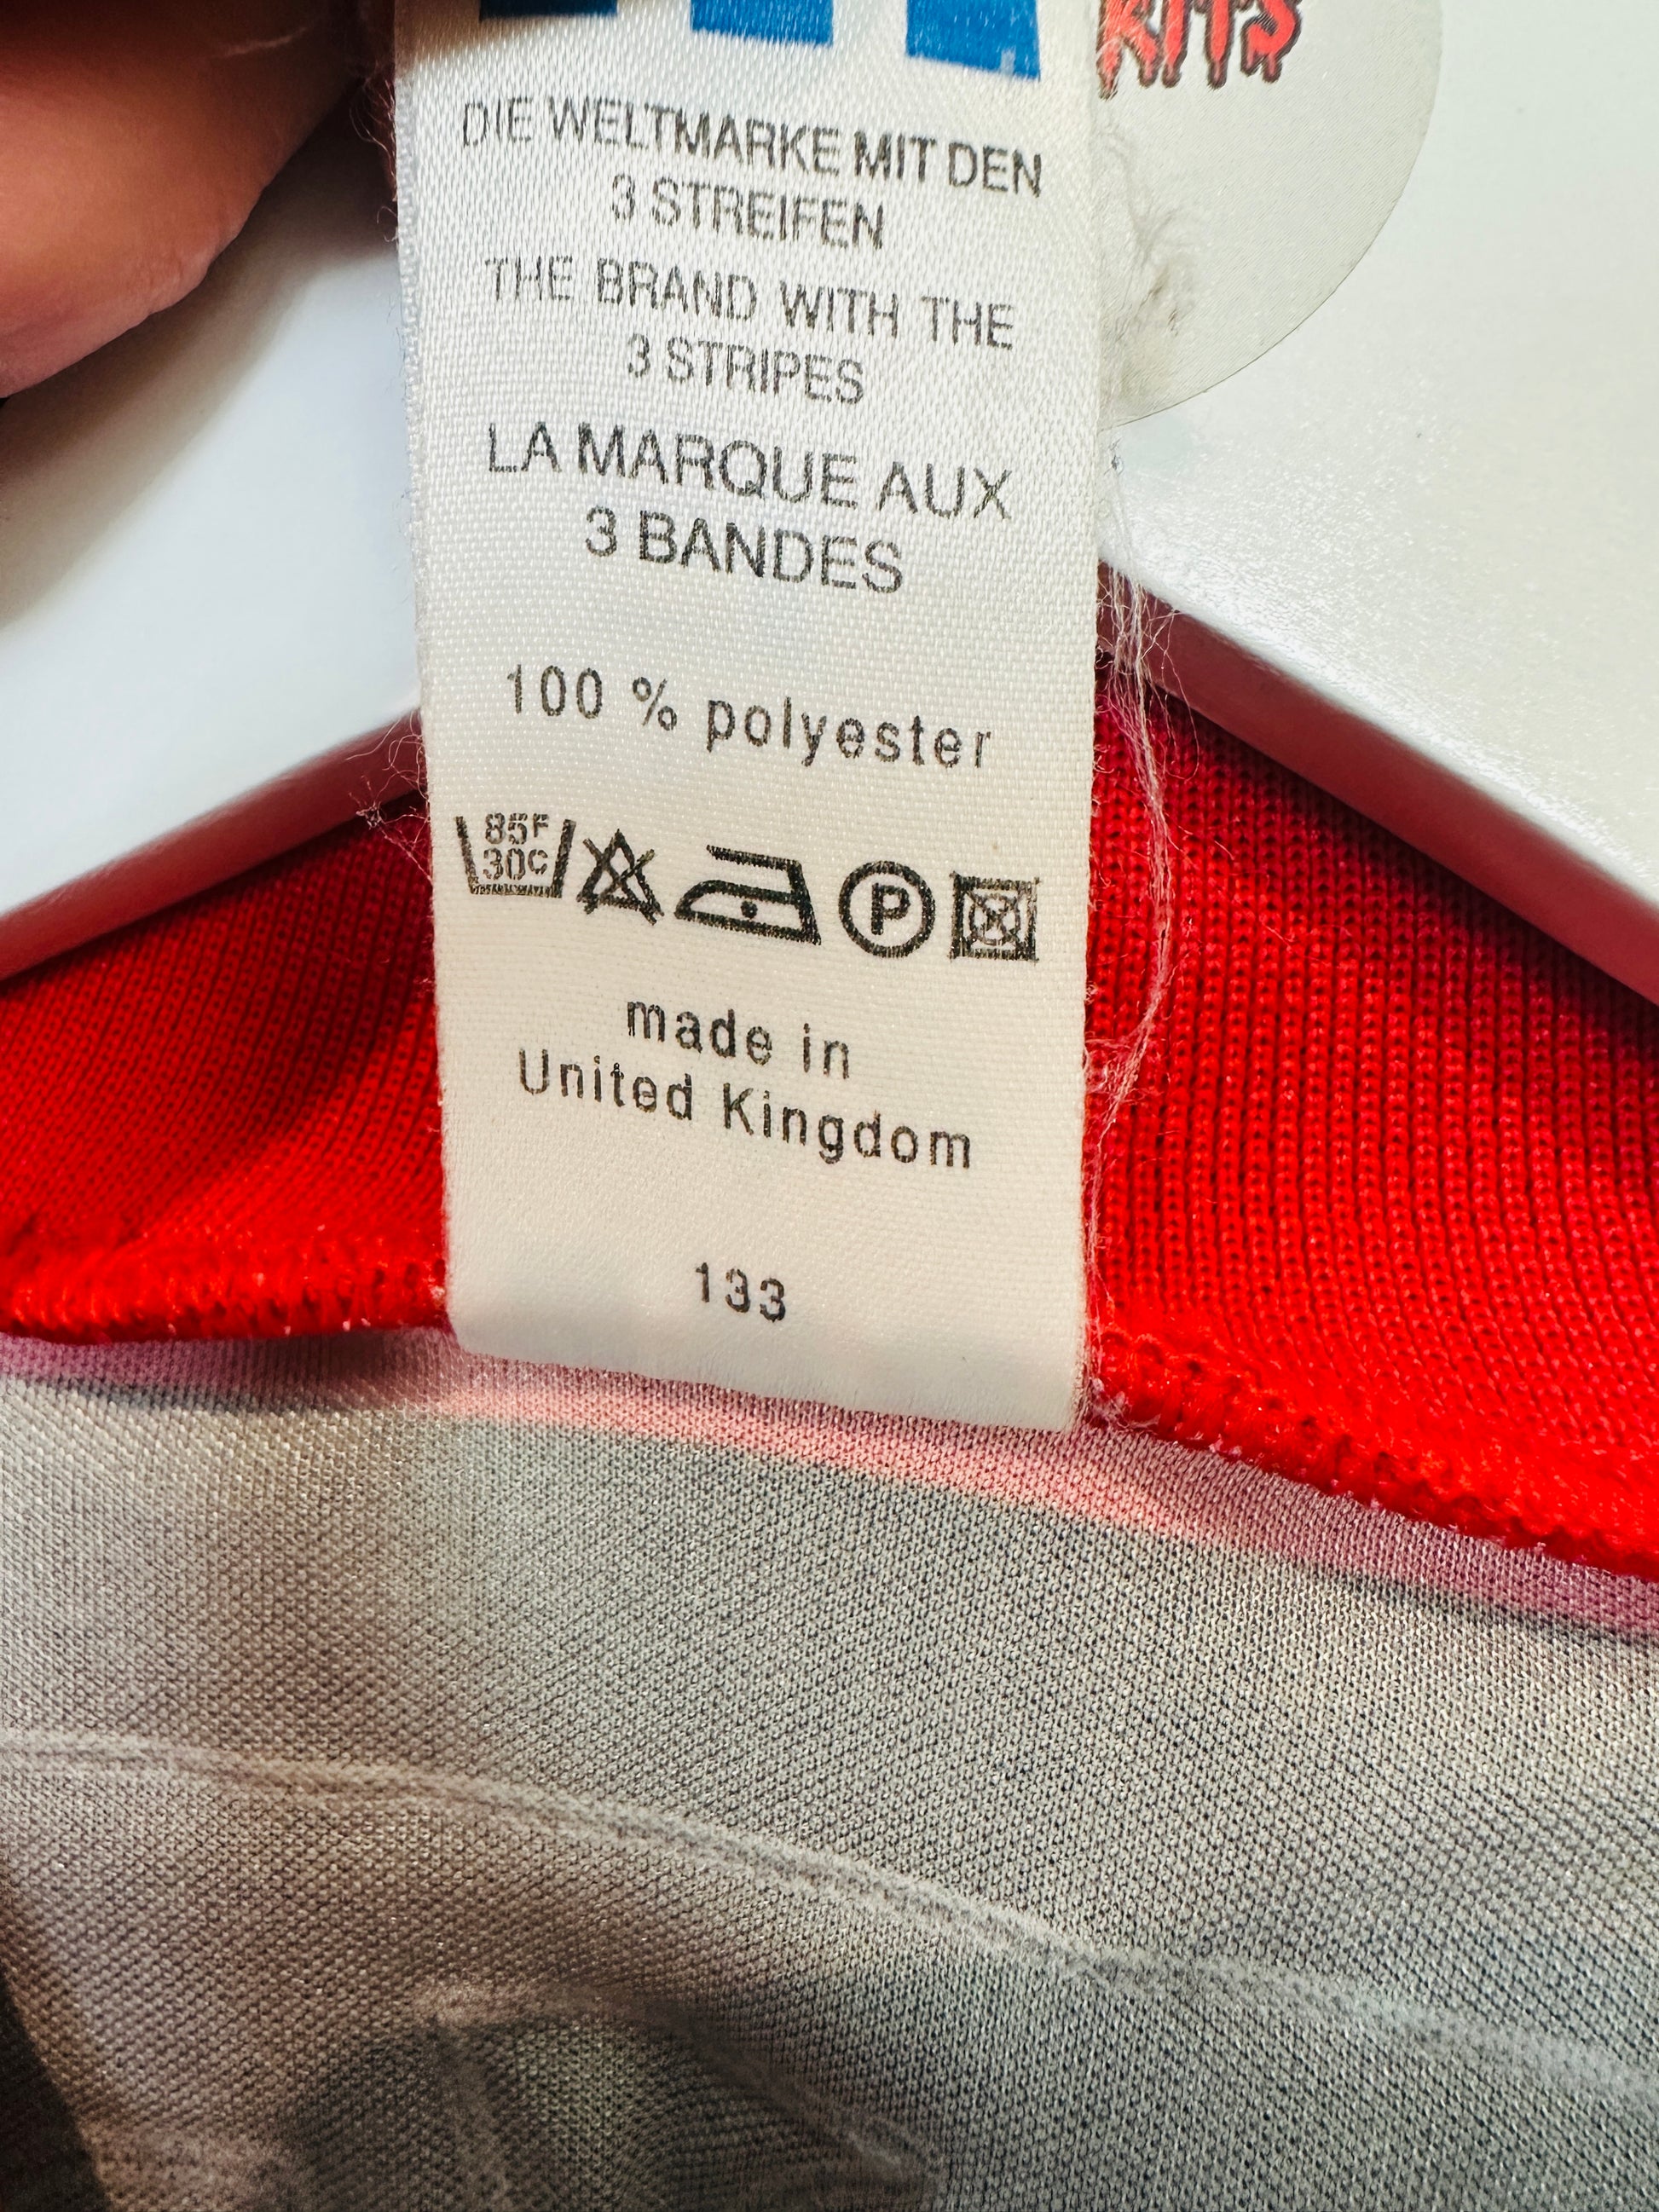 KITS
DIE WELTMARKE MIT DEN
3 STREIFEN
THE BRAND WITH THE
3 STRIPES
LA MARQUE AUX
3 BANDES
100 % polyester
85F
30C
P
made in
United Kingdom
133